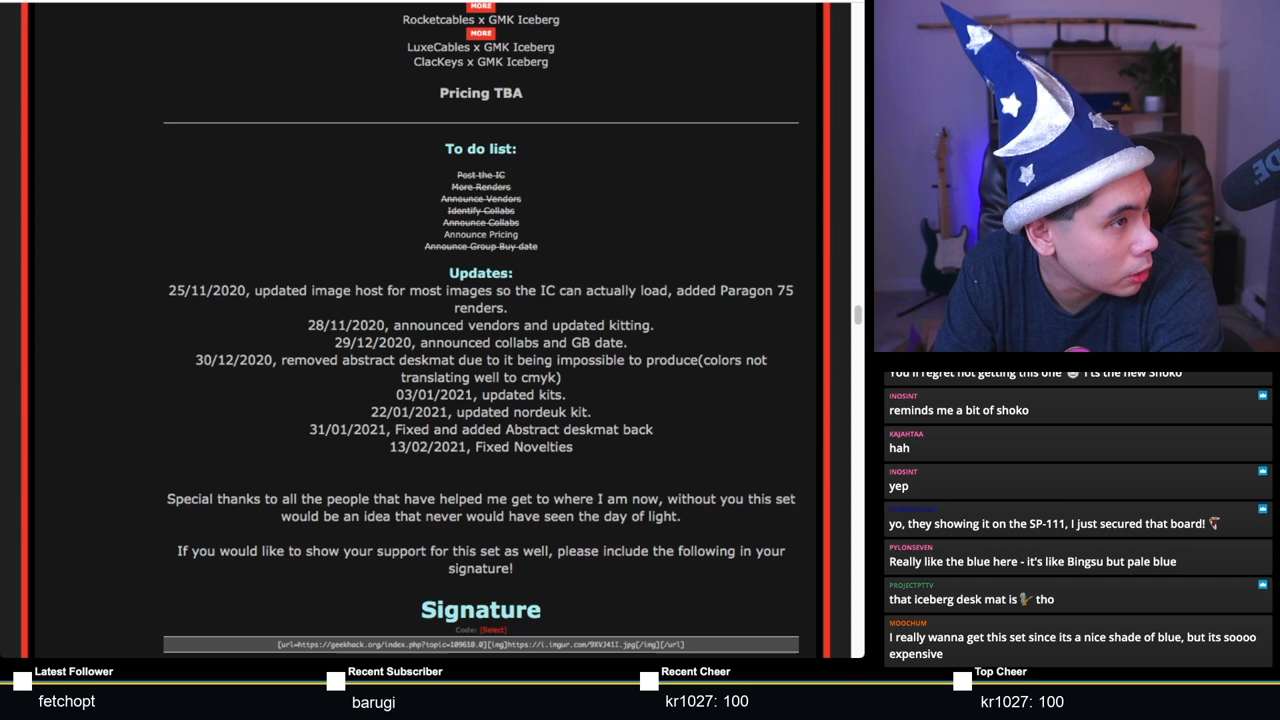 MORE
Rocketcables x GMK Iceberg
MORE
LuxeCables x GMK Iceberg
ClacKeys x GMK Iceberg
Pricing TBA
To do list:
Post the IC
More Renders
Announce Vendors
Identify Collabs
Announce Collabs
Announce Pricing
Announce Group Buy date
Updates:
25/11/2020, updated image host for most images so the IC can actually load, added Paragon 75
renders.
28/11/2020, announced vendors and updated kitting.
29/12/2020, announced collabs and GB date.
30/12/2020, removed abstract deskmat due to it being impossible to produce(colors not
translating well to cmyk)
03/01/2021, updated kits.
22/01/2021, updated nordeuk kit.
31/01/2021, Fixed and added Abstract deskmat back
13/02/2021, Fixed Novelties
Special thanks to all the people that have helped me get to where I am now, without you this set
would be an idea that never would have seen the day of light.
If you would like to show your support for this set as well, please include the following in your
signature!
Signature
Code: [Select]
[url=https://geekhack.org/index.php?topic=109610.0][img]https://i.imgur.com/9XVJ41I.jpg[/img][/url]
You'll regret not getting this one I'ts the new Shoko
INOSINT
reminds me a bit of shoko
KAJAHTAA
hah
INOSINT
yep
yo, they showing it on the SP-111, I just secured that board!
PYLONSEVEN
Really like the blue here - it's like Bingsu but pale blue
PROJECTPTTV
that iceberg desk mat is tho
MOOCHUM
I really wanna get this set since its a nice shade of blue, but its soooo
expensive
Latest Follower
fetchopt
Recent Subscriber
barugi
Recent Cheer
kr1027: 100
Top Cheer
kr1027: 100